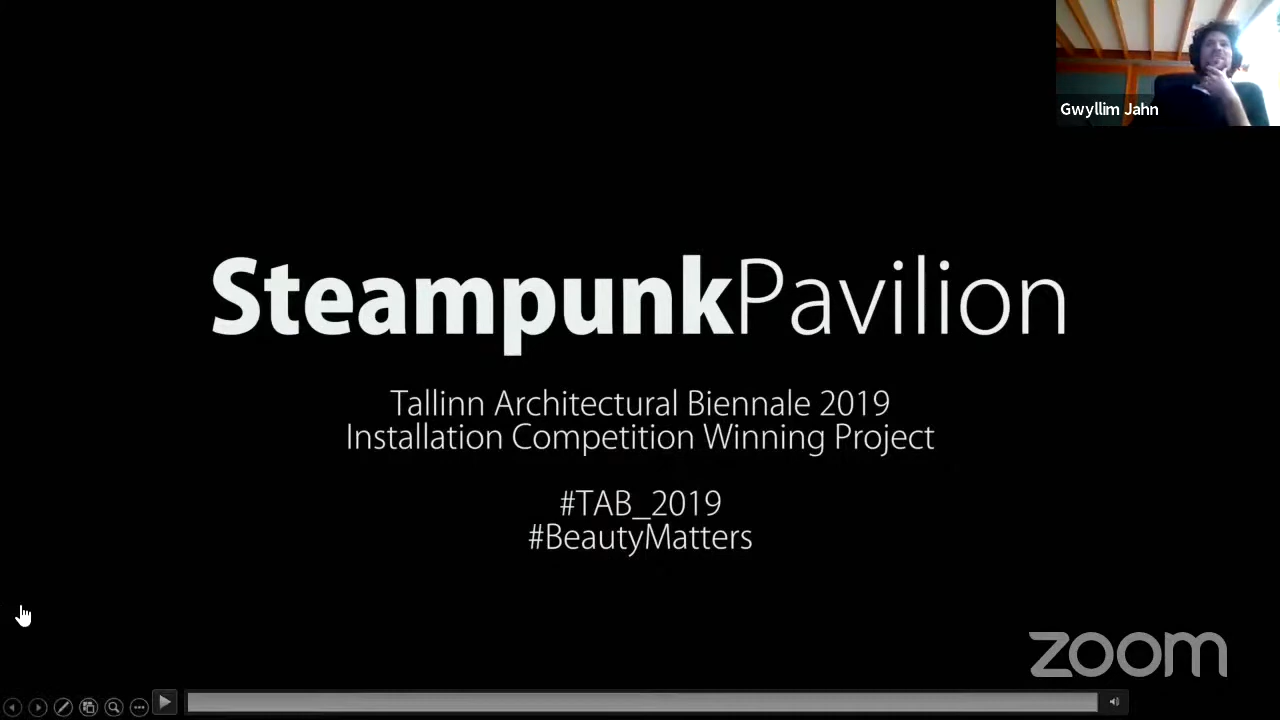 Gwyllim Jahn
SteampunkPavilion
Tallinn Architectural Biennale 2019
Installation Competition Winning Project
#TAB_2019
#BeautyMatters
zoom